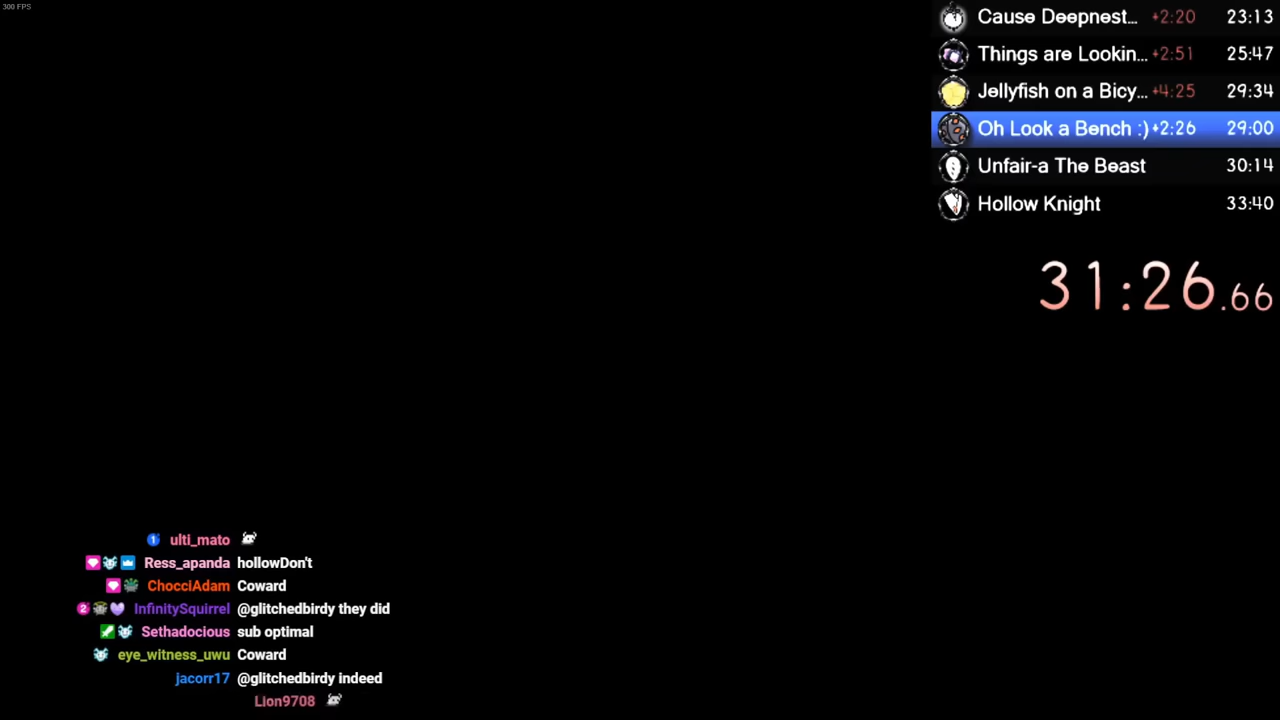 300 FPS
Cause Deepnest... +2:20 23:13
Things are Lookin... +2:51 25:47
Jellyfish on a Bicy... +4:25 29:34
Oh Look a Bench :) +2:26 29:00
Unfair-a The Beast 30:14
Hollow Knight 33:40
31:26.66
1 ulti_mato
Ress_apanda hollowDon't
ChocciAdam Coward
2 InfinitySquirrel @glitchedbirdy they did
Sethadocious sub optimal
eye_witness_uwu Coward
jacorr17 @glitchedbirdy indeed
Lion9708